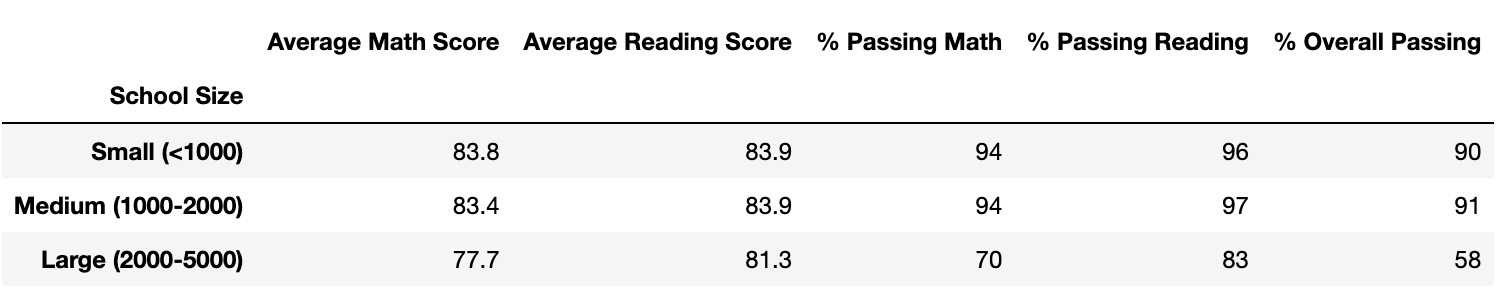 Average Math Score Average Reading Score % Passing Math % Passing Reading % Overall Passing
School Size
Small (<1000) 83.8 83.9 94 96 90
Medium (1000-2000) 83.4 83.9 94 97 91
Large (2000-5000) 77.7 81.3 70 83 58